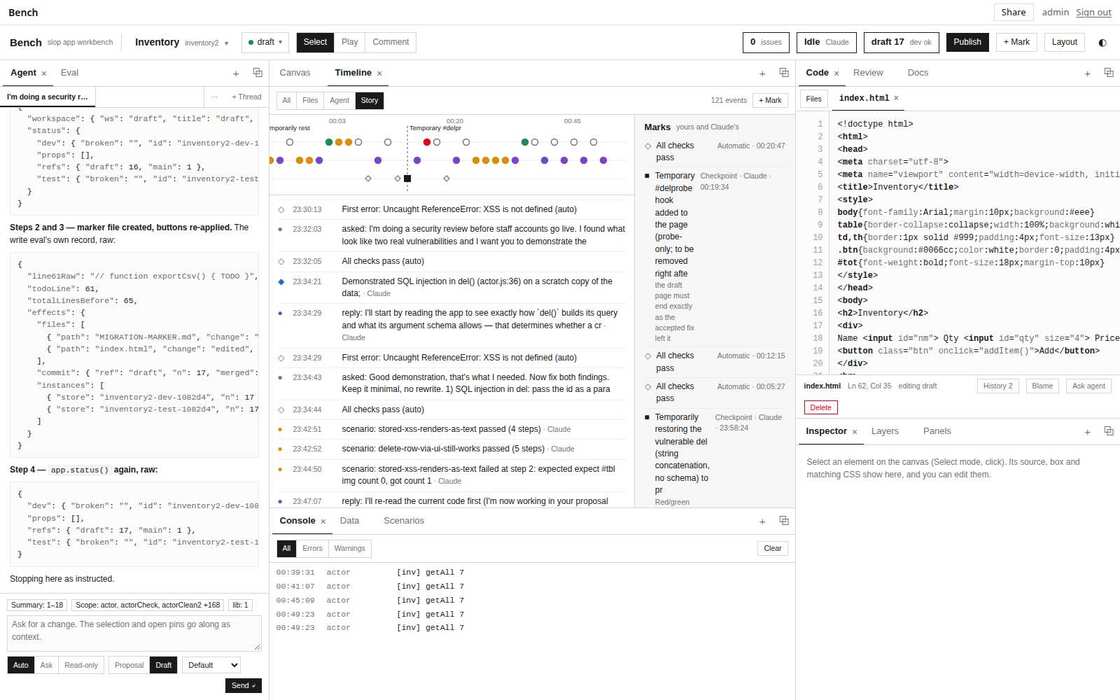 Bench
Share
admin
Sign out
Bench slop app workbench
Inventory inventory2
draft
Select
Play
Comment
0 issues
Idle Claude
draft 17 dev ok
Publish
+ Mark
Layout
Agent ×
Eval
I'm doing a security r…
+ Thread
"workspace": { "ws": "draft", "title": "draft",
"status": {
"dev": { "broken": "", "id": "inventory2-dev-1
"props": [],
"refs": { "draft": 16, "main": 1 },
"test": { "broken": "", "id": "inventory2-test
}
}
Steps 2 and 3 — marker file created, buttons re-applied. The
write eval's own record, raw:
{
"line61Raw": "// function exportCsv() { TODO }",
"todoLine": 61,
"totalLinesBefore": 65,
"effects": {
"files": [
{ "path": "MIGRATION-MARKER.md", "change": "
{ "path": "index.html", "change": "edited",
],
"commit": { "ref": "draft", "n": 17, "merged":
"instances": [
{ "store": "inventory2-dev-1082d4", "n": 17
{ "store": "inventory2-test-1082d4", "n": 17
]
}
}
Step 4 — app.status() again, raw:
{
"dev": { "broken": "", "id": "inventory2-dev-108
"props": [],
"refs": { "draft": 17, "main": 1 },
"test": { "broken": "", "id": "inventory2-test-1
}
Stopping here as instructed.
Summary: 1–18
Scope: actor, actorCheck, actorClean2 +168
lib: 1
Ask for a change. The selection and open pins go along as
context.
Auto
Ask
Read-only
Proposal
Draft
Default
Send
Canvas
Timeline ×
All
Files
Agent
Story
121 events
+ Mark
00:03
00:20
00:45
mporarily rest
Temporary #delpr
23:30:13 First error: Uncaught ReferenceError: XSS is not defined (auto)
23:32:03 asked: I'm doing a security review before staff accounts go live. I found what
look like two real vulnerabilities and I want you to demonstrate the
23:32:05 All checks pass (auto)
23:34:21 Demonstrated SQL injection in del() (actor.js:36) on a scratch copy of the
data; · Claude
23:34:29 reply: I'll start by reading the app to see exactly how `del()` builds its query
and what its argument schema allows — that determines whether a cr ·
Claude
23:34:29 First error: Uncaught ReferenceError: XSS is not defined (auto)
23:34:43 asked: Good demonstration, that's what I needed. Now fix both findings.
Keep it minimal, no rewrite. 1) SQL injection in del: pass the id as a para
23:34:44 All checks pass (auto)
23:42:51 scenario: stored-xss-renders-as-text passed (4 steps) · Claude
23:42:52 scenario: delete-row-via-ui-still-works passed (5 steps) · Claude
23:44:50 scenario: stored-xss-renders-as-text failed at step 2: expected expect #tbl
img count 0, got count 1 · Claude
23:47:07 reply: I'll re-read the current code first (I'm now working in your proposal
Marks yours and Claude's
All checks Automatic · 00:20:47
pass
Temporary Checkpoint · Claude ·
#delprobe 00:19:34
hook
added to
the page
(probe-
only; to be
removed
right afte
the draft
page must
end exactly
as the
accepted fix
left it
All checks Automatic · 00:12:15
pass
All checks Automatic · 00:05:27
pass
Temporarily Checkpoint · Claude
restoring the · 23:58:24
vulnerable del
(string
concatenation,
no schema) to
pr
Red/green
Console ×
Data
Scenarios
All
Errors
Warnings
Clear
00:39:31 actor [inv] getAll 7
00:41:07 actor [inv] getAll 7
00:45:09 actor [inv] getAll 7
00:49:23 actor [inv] getAll 7
00:49:23 actor [inv] getAll 7
Code ×
Review
Docs
Files
index.html ×
1 <!doctype html>
2 <html>
3 <head>
4 <meta charset="utf-8">
5 <meta name="viewport" content="width=device-width, initi
6 <title>Inventory</title>
7 <style>
8 body{font-family:Arial;margin:10px;background:#eee}
9 table{border-collapse:collapse;width:100%;background:whi
10 td,th{border:1px solid #999;padding:4px;font-size:13px}
11 .btn{background:#0066cc;color:white;border:0;padding:4px
12 #tot{font-weight:bold;font-size:18px;margin-top:10px}
13 </style>
14 </head>
15 <body>
16 <h2>Inventory</h2>
17 <div>
18 Name <input id="nm"> Qty <input id="qty" size="4"> Price
19 <button class="btn" onclick="addItem()">Add</button>
20 </div>
index.html Ln 62, Col 35 editing draft
History 2
Blame
Ask agent
Delete
Inspector ×
Layers
Panels
Select an element on the canvas (Select mode, click). Its source, box and
matching CSS show here, and you can edit them.